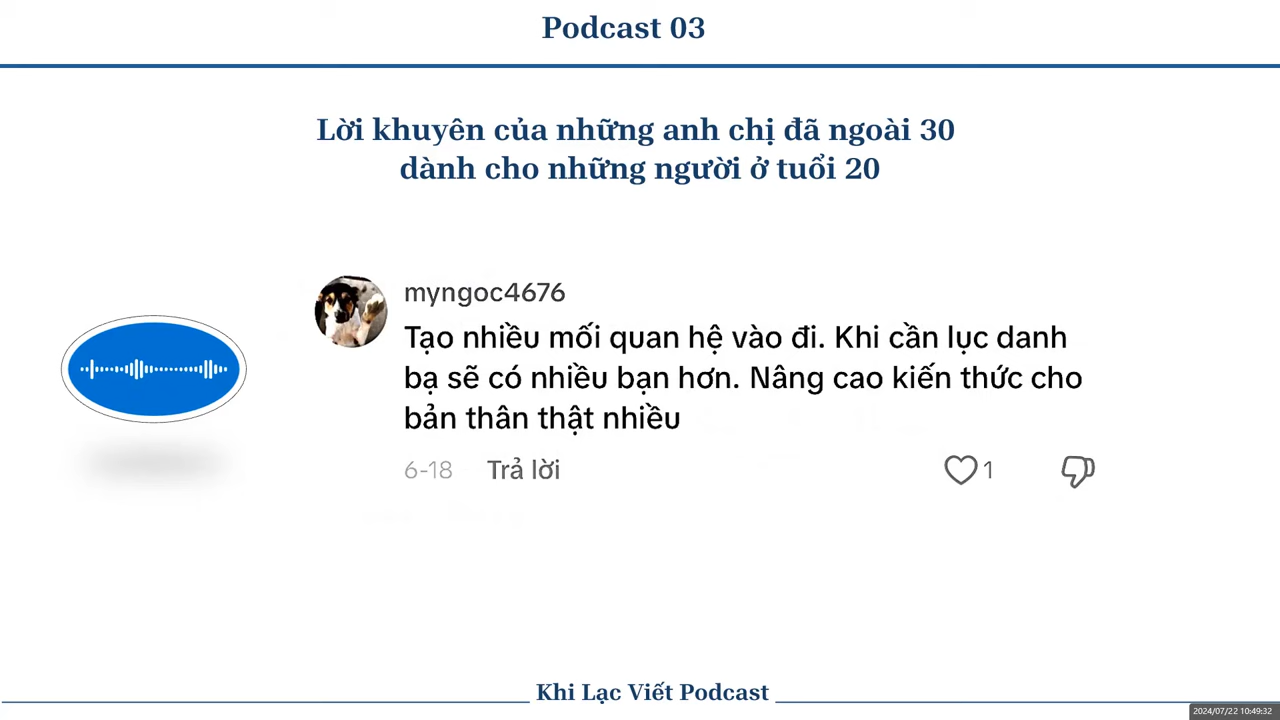 Podcast 03
Lời khuyên của những anh chị đã ngoài 30
dành cho những người ở tuổi 20
myngoc4676
Tạo nhiều mối quan hệ vào đi. Khi cần lục danh
bạ sẽ có nhiều bạn hơn. Nâng cao kiến thức cho
bản thân thật nhiều
6-18 Trả lời 1
Khi Lạc Viết Podcast
2024/07/22 10:49:32